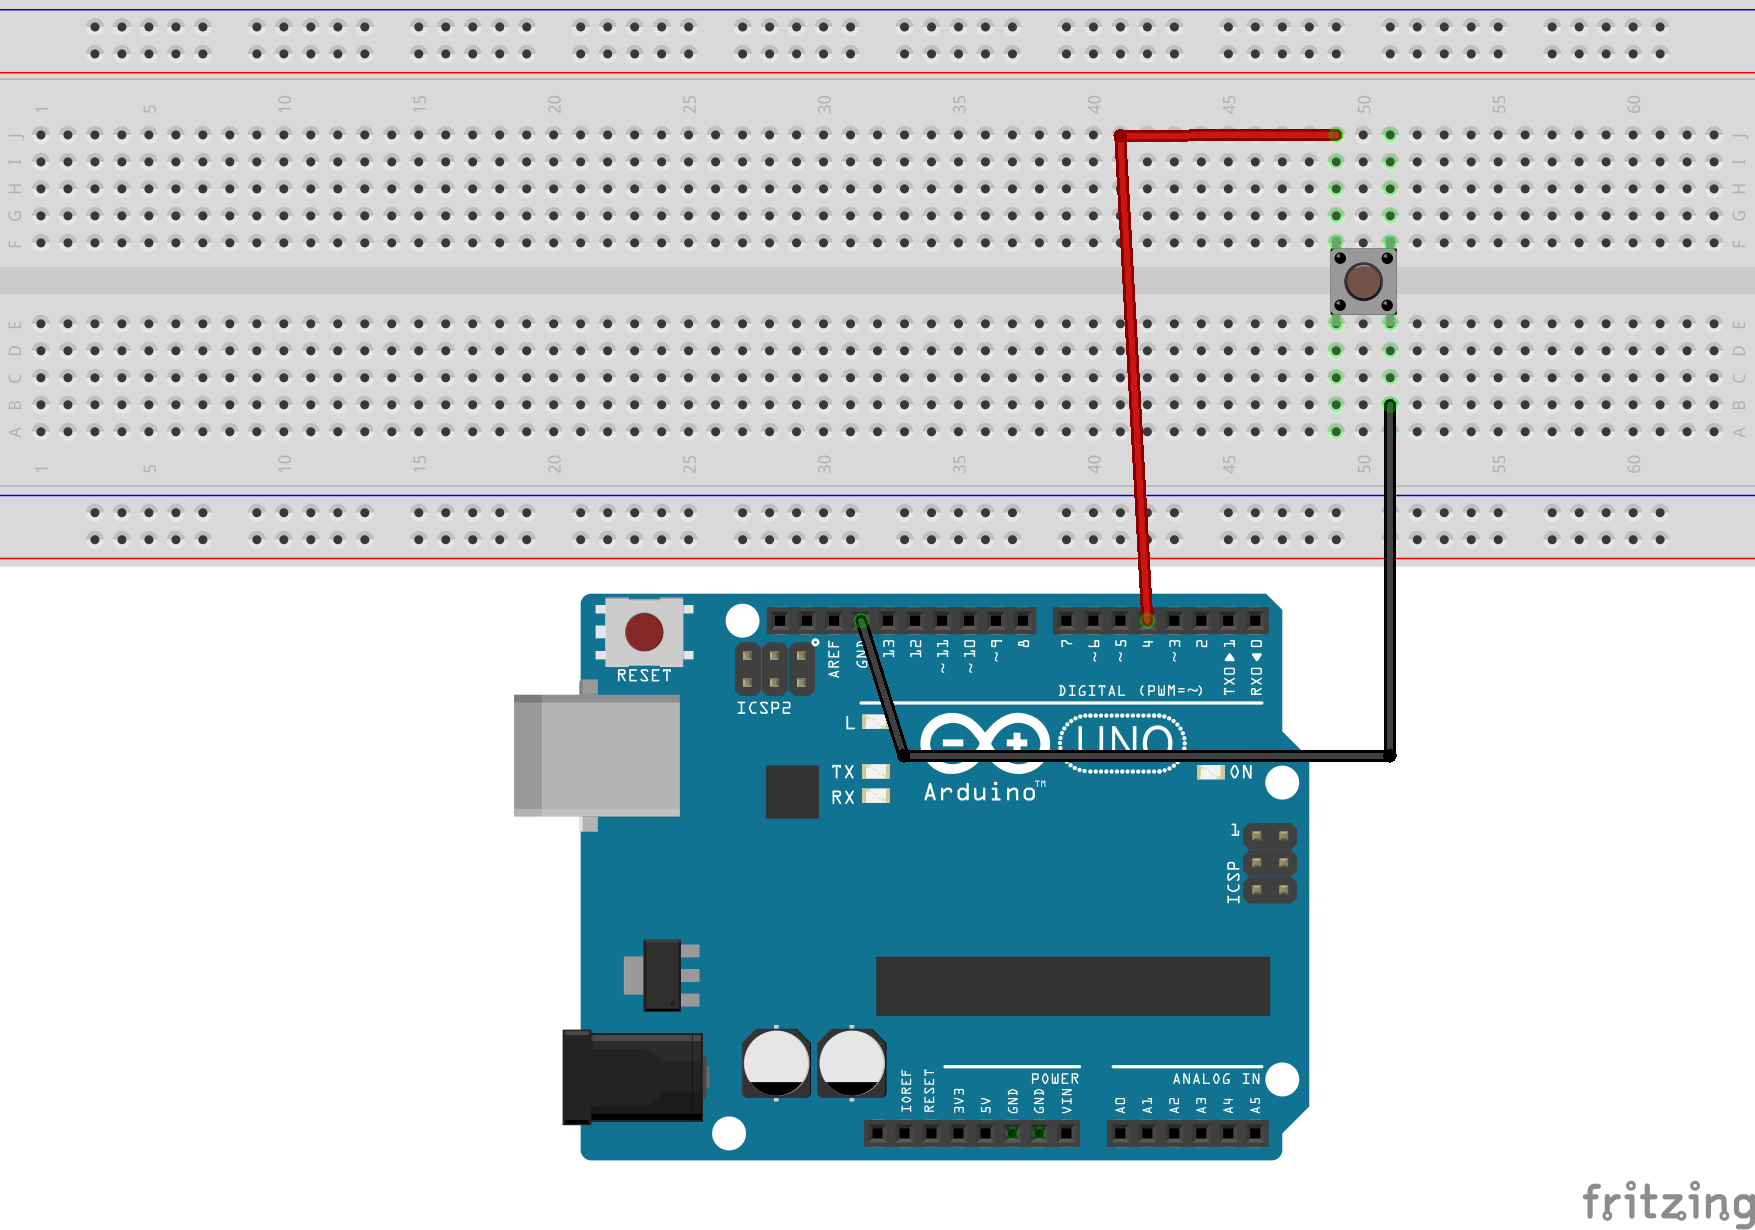 1 5 10 15 20 25 30 35 40 45 50 55 60
J J
I I
H H
G G
F F
E E
D D
C C
B B
A A
1 5 10 15 20 25 30 35 40 45 50 55 60
RESET
ICSP2
AREF
GND
13
12
~11
~10
~9
8
7
~6
~5
4
~3
2
TX0▶1
RX0◀0
DIGITAL (PWM=~)
L
TX
RX
UNO
Arduino™
ON
1
ICSP
POWER
ANALOG IN
IOREF
RESET
3V3
5V
GND
GND
VIN
A0
A1
A2
A3
A4
A5
fritzing